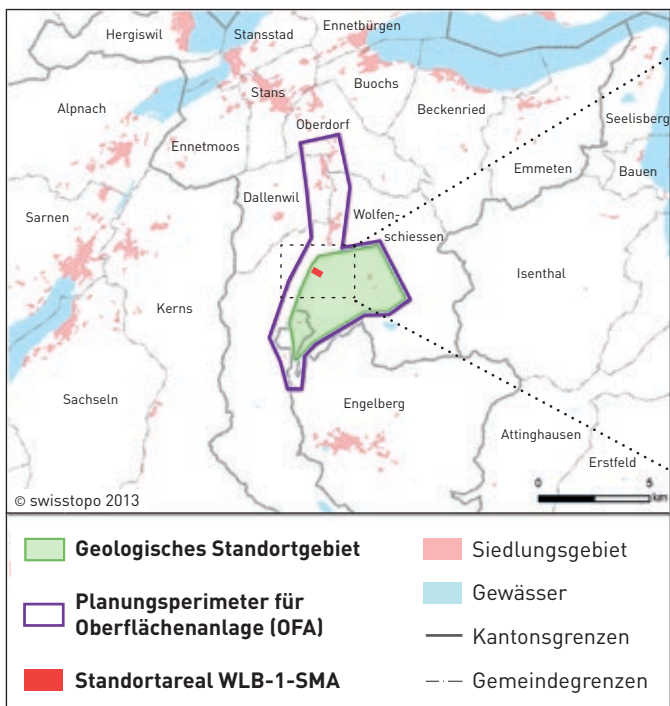 Hergiswil
Stansstad
Ennetbürgen
Alpnach
Stans
Buochs
Beckenried
Seelisberg
Oberdorf
Ennetmoos
Emmeten
Bauen
Dallenwil
Wolfen-
schiessen
Sarnen
Isenthal
Kerns
Sachseln
Engelberg
Attinghausen
Erstfeld
0 5
km
© swisstopo 2013
Geologisches Standortgebiet
Planungsperimeter für
Oberflächenanlage (OFA)
Standortareal WLB-1-SMA
Siedlungsgebiet
Gewässer
Kantonsgrenzen
Gemeindegrenzen